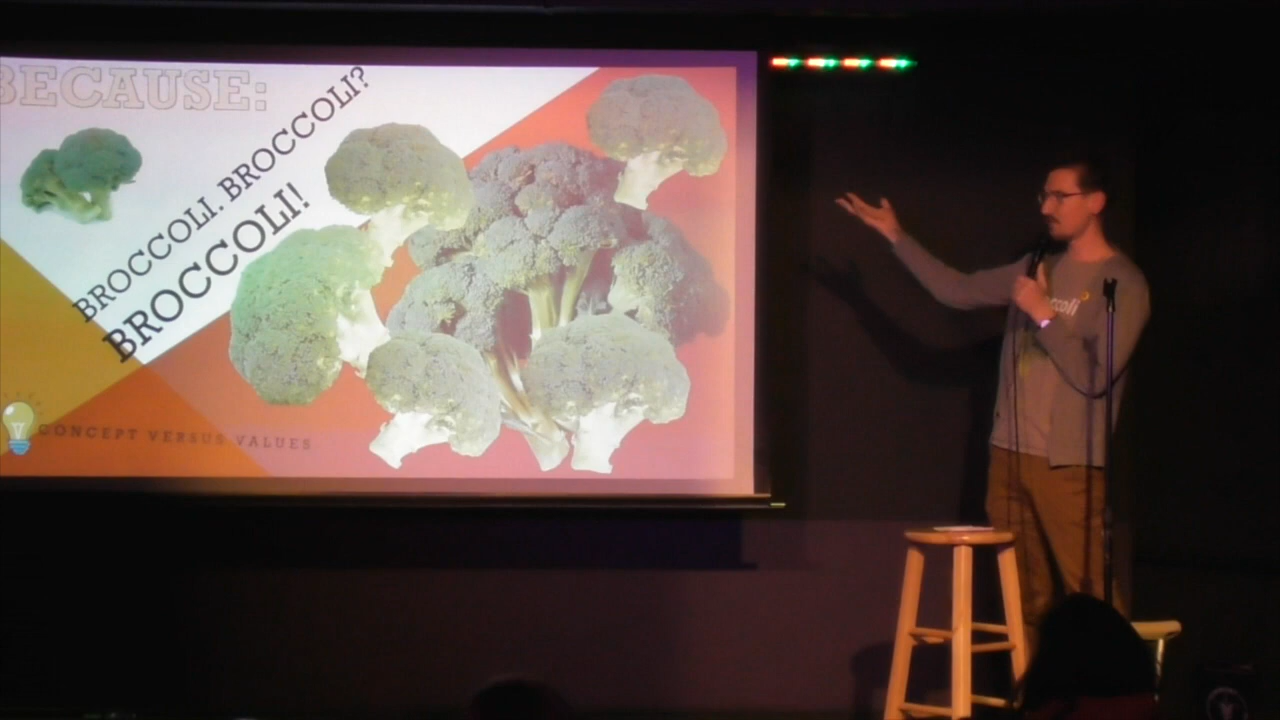 BECAUSE:
BROCCOLI. BROCCOLI?
BROCCOLI!
CONCEPT VERSUS VALUES